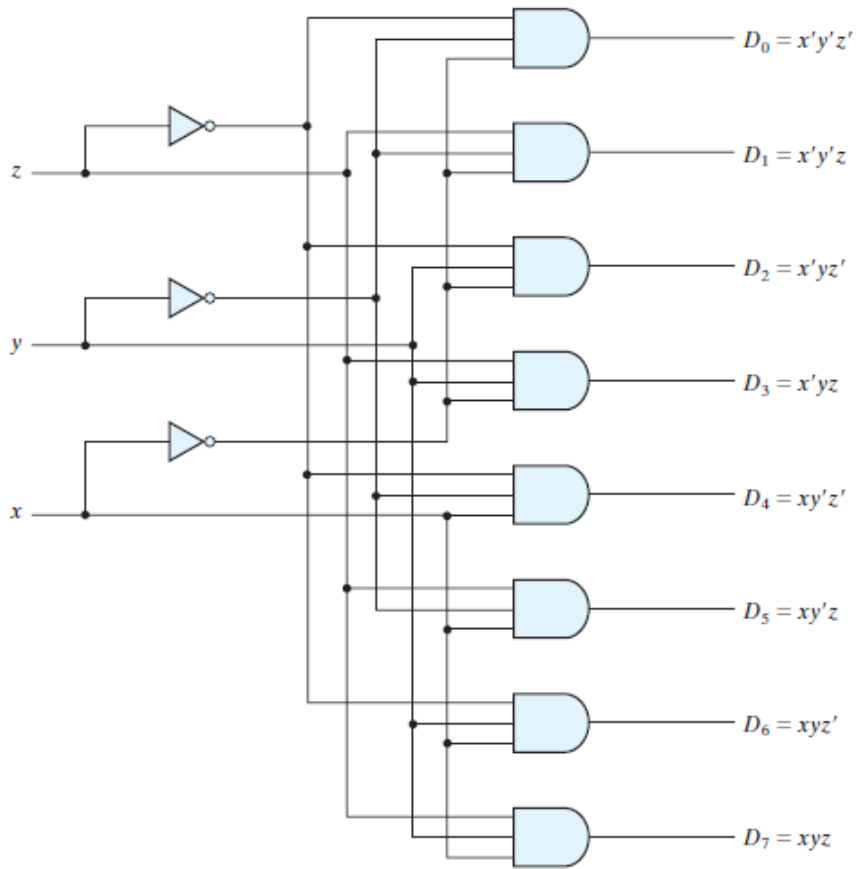 D₀ = x'y'z'
D₁ = x'y'z
z
D₂ = x'yz'
y
D₃ = x'yz
D₄ = xy'z'
x
D₅ = xy'z
D₆ = xyz'
D₇ = xyz